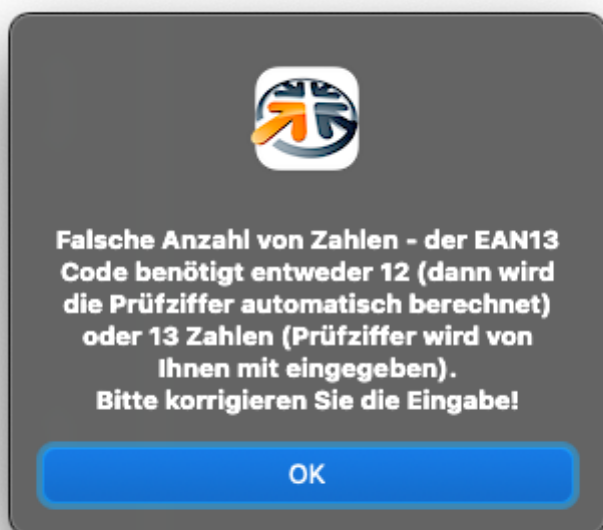 Falsche Anzahl von Zahlen - der EAN13
Code benötigt entweder 12 (dann wird
die Prüfziffer automatisch berechnet)
oder 13 Zahlen (Prüfziffer wird von
Ihnen mit eingegeben).
Bitte korrigieren Sie die Eingabe!
OK